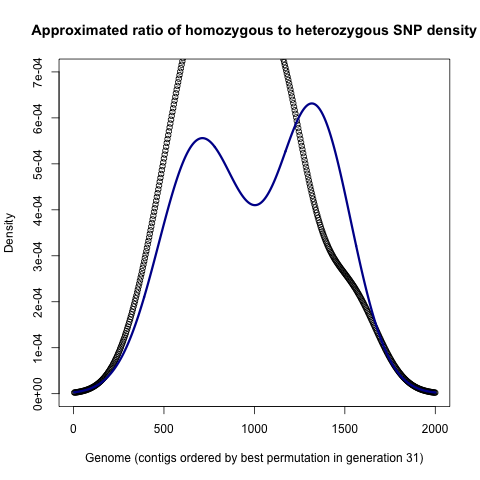 Approximated ratio of homozygous to heterozygous SNP density
7e-04
6e-04
5e-04
4e-04
3e-04
2e-04
1e-04
0e+00
Density
0 500 1000 1500 2000
Genome (contigs ordered by best permutation in generation 31)